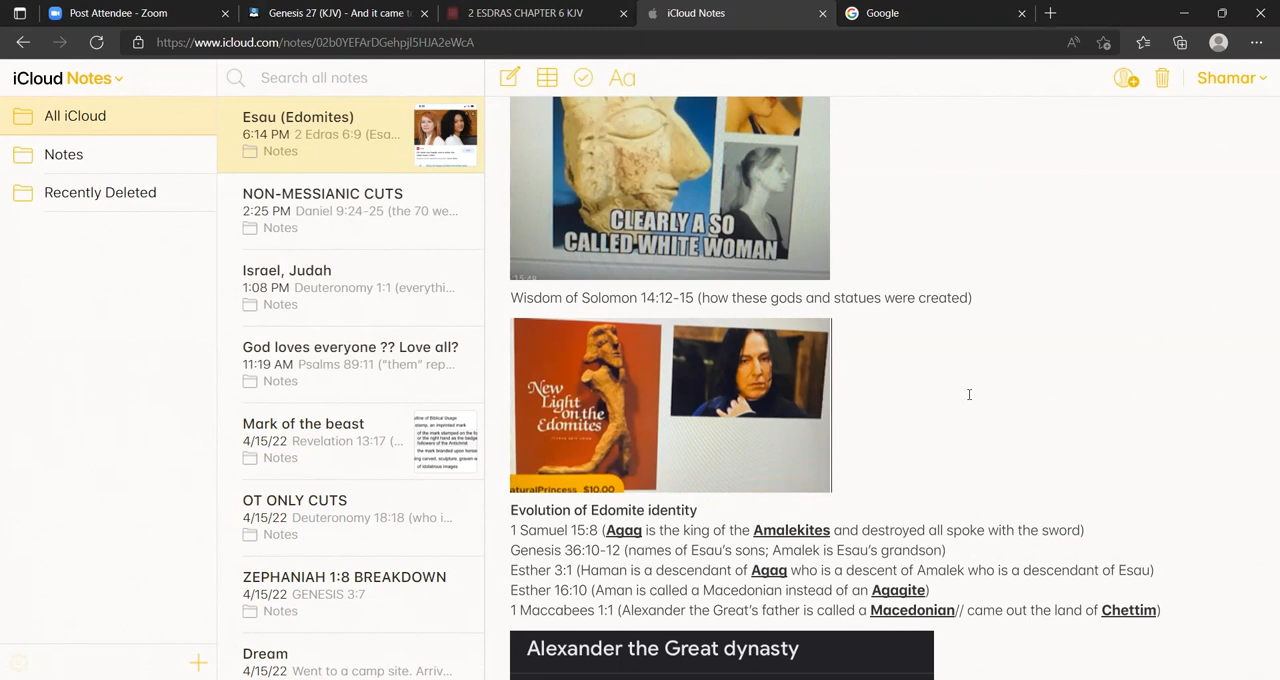 Post Attendee - Zoom
Genesis 27 (KJV) - And it came t
2 ESDRAS CHAPTER 6 KJV
iCloud Notes
Google
https://www.icloud.com/notes/02b0YEFArDGehpjl5HJA2eWcA
iCloud Notes
Search all notes
Aa
Shamar
All iCloud
Notes
Recently Deleted
Esau (Edomites)
6:14 PM 2 Edras 6:9 (Esa...
Notes
NON-MESSIANIC CUTS
2:25 PM Daniel 9:24-25 (the 70 we...
Notes
Israel, Judah
1:08 PM Deuteronomy 1:1 (everythi...
Notes
God loves everyone ?? Love all?
11:19 AM Psalms 89:11 ("them" rep...
Notes
Mark of the beast
4/15/22 Revelation 13:17 (...
Notes
OT ONLY CUTS
4/15/22 Deuteronomy 18:18 (who i...
Notes
ZEPHANIAH 1:8 BREAKDOWN
4/15/22 GENESIS 3:7
Notes
Dream
4/15/22 Went to a camp site. Arriv...
CLEARLY A SO
CALLED WHITE WOMAN
15:48
Wisdom of Solomon 14:12-15 (how these gods and statues were created)
New
Light
on the
Edomites
aturalPrincess $10.00
Evolution of Edomite identity
1 Samuel 15:8 (Agag is the king of the Amalekites and destroyed all spoke with the sword)
Genesis 36:10-12 (names of Esau's sons; Amalek is Esau's grandson)
Esther 3:1 (Haman is a descendant of Agag who is a descent of Amalek who is a descendant of Esau)
Esther 16:10 (Aman is called a Macedonian instead of an Agagite)
1 Maccabees 1:1 (Alexander the Great's father is called a Macedonian// came out the land of Chettim)
Alexander the Great dynasty